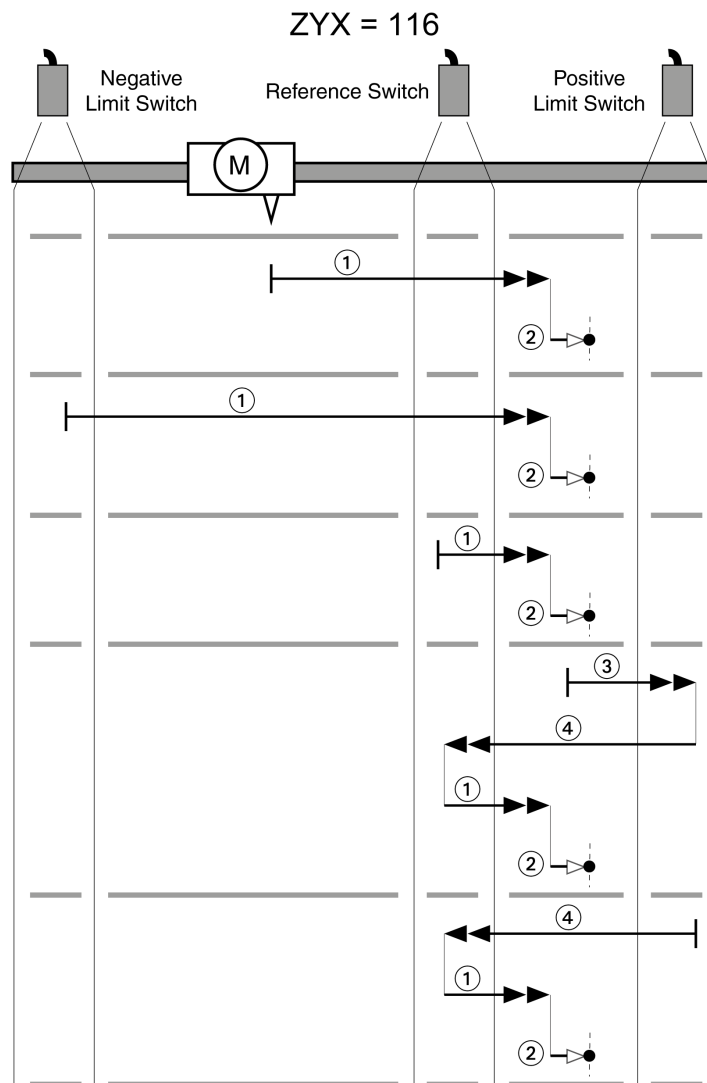 ZYX = 116
Negative
Limit Switch
Reference Switch
Positive
Limit Switch
M
1
2
1
2
1
2
3
4
1
2
4
1
2